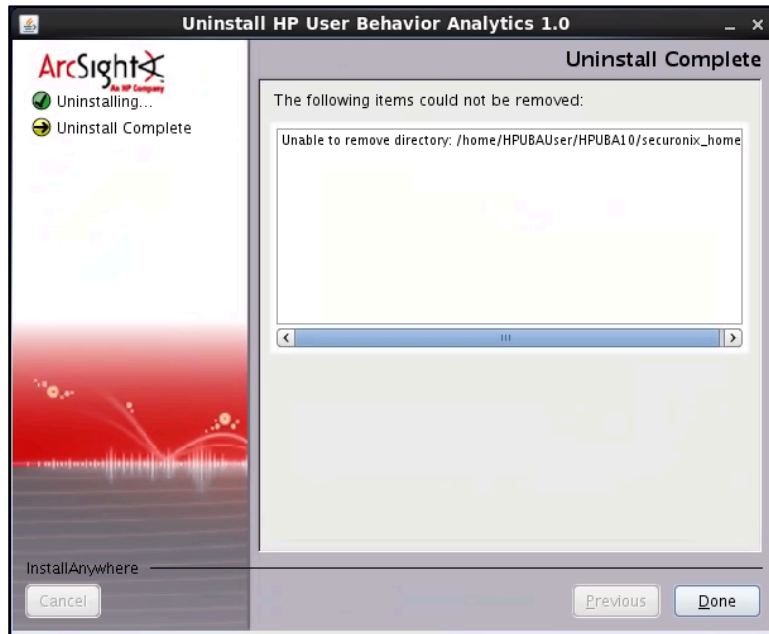 Uninstall HP User Behavior Analytics 1.0
ArcSight
An HP Company
Uninstalling...
Uninstall Complete
Uninstall Complete
The following items could not be removed:
Unable to remove directory: /home/HPUBAUser/HPUBA10/securonix_home
InstallAnywhere
Cancel
Previous
Done